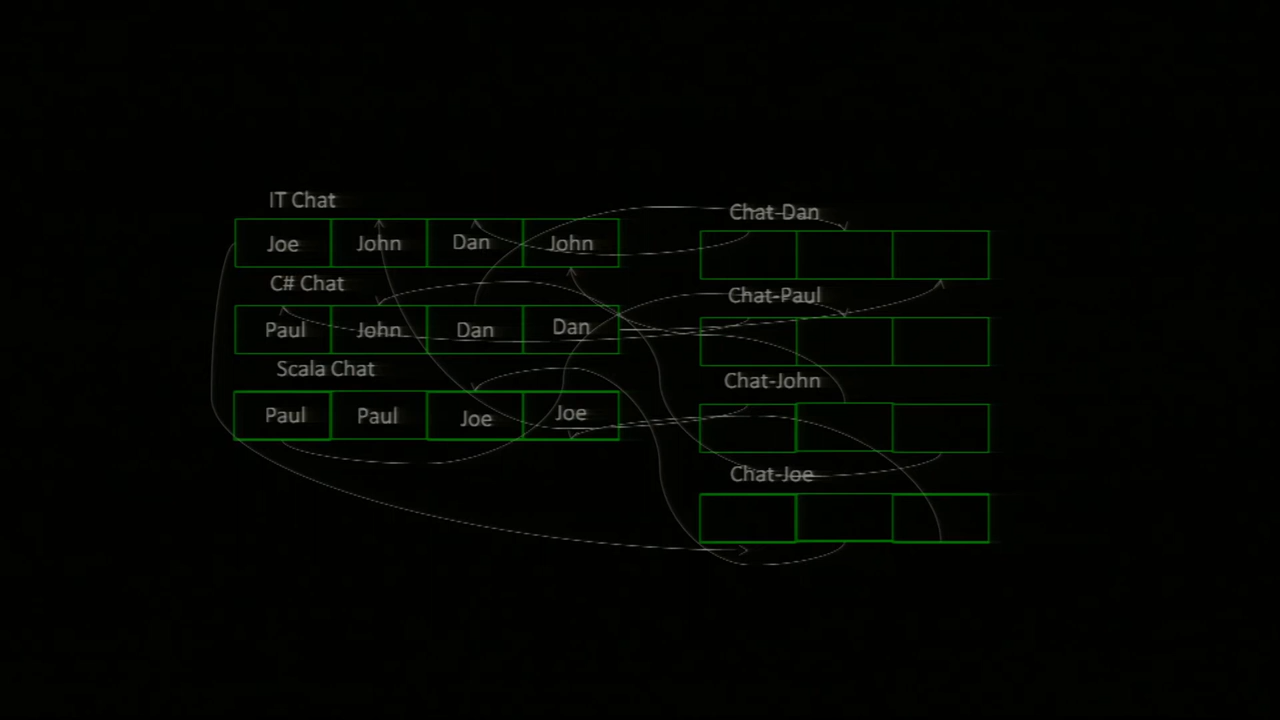 IT Chat
Joe John Dan John
C# Chat
Paul John Dan Dan
Scala Chat
Paul Paul Joe Joe
Chat-Dan
Chat-Paul
Chat-John
Chat-Joe